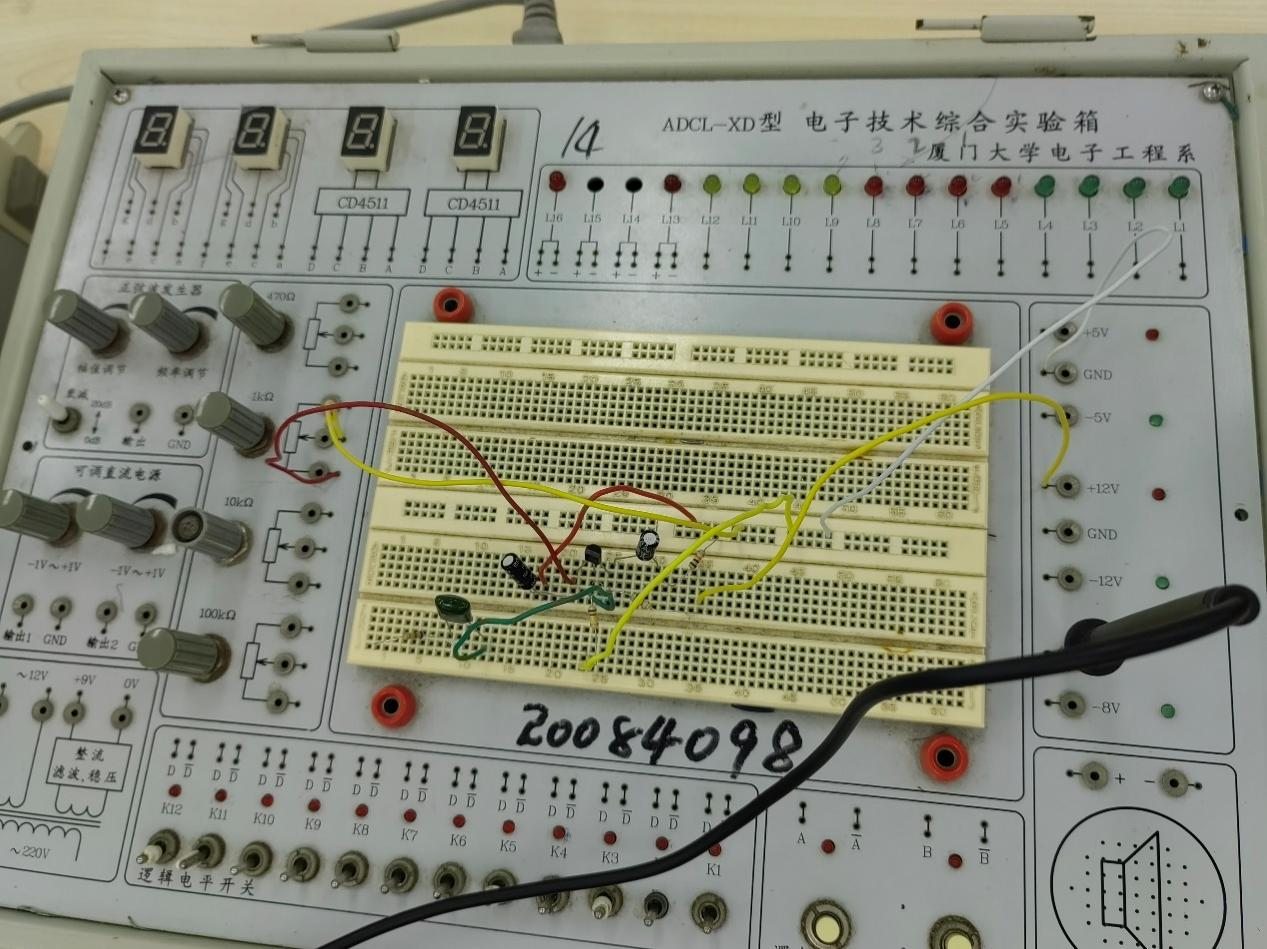 14
ADCL-XD型 电子技术综合实验箱
厦门大学电子工程系
CD4511 CD4511
L16 L15 L14 L13 L12 L11 L10 L9 L8 L7 L6 L5 L4 L3 L2 L1
+ - + - + - + -
D C B A D C B A
正弦波发生器
幅值调节 频率调节
衰减
20dB
0dB
输出 GND
470Ω
1kΩ
10kΩ
100kΩ
可调直流电源
-1V~+1V -1V~+1V
输出1 GND 输出2
+5V
GND
-5V
+12V
GND
-12V
-8V
~12V +9V 0V
整流
滤波、稳压
~220V
20084098
D D̅ D D̅ D D̅ D D̅ D D̅ D D̅ D D̅ D D̅ D D̅ D D̅ D D̅ D
K12 K11 K10 K9 K8 K7 K6 K5 K4 K3 K1
逻辑电平开关
A A̅ B B̅
+ -